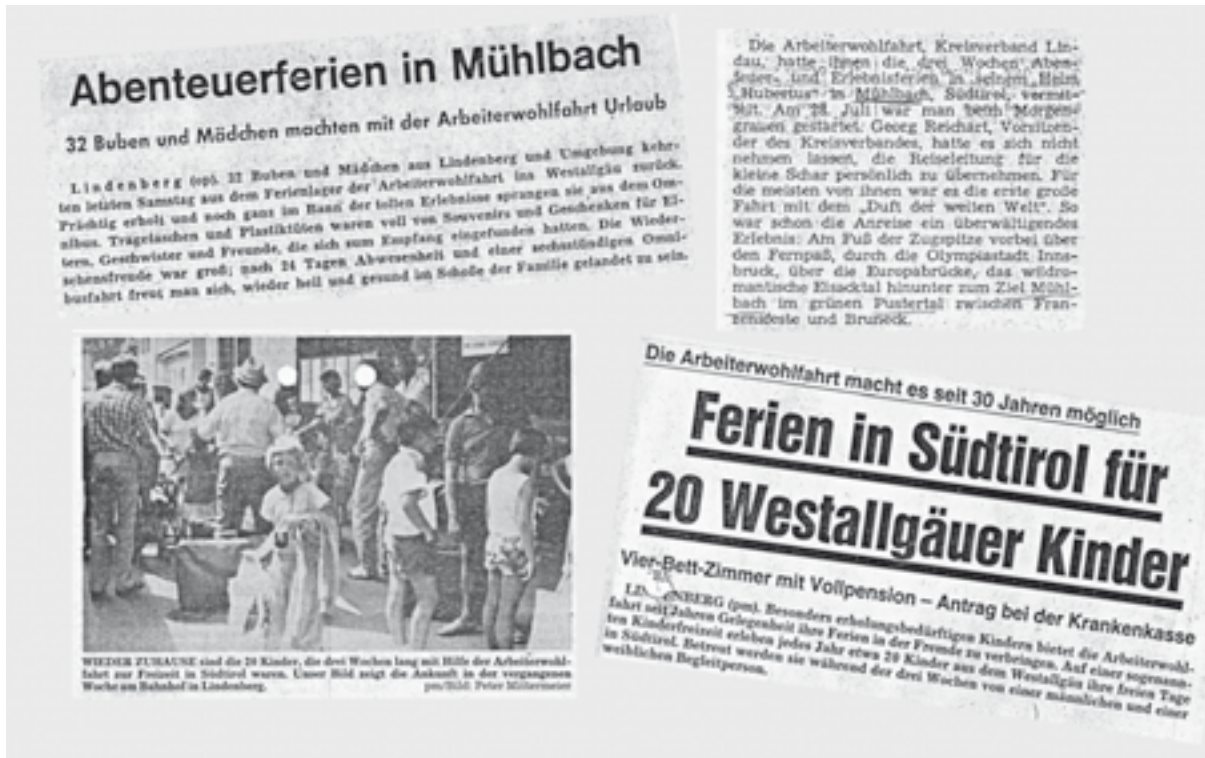 Abenteuerferien in Mühlbach
32 Buben und Mädchen machten mit der Arbeiterwohlfahrt Urlaub
Lindenberg (op). 32 Buben und Mädchen aus Lindenberg und Umgebung kehr-
ten letzten Samstag aus dem Ferienlager der Arbeiterwohlfahrt ins Westallgäu zurück.
Prächtig erholt und noch ganz im Bann der tollen Erlebnisse sprangen sie aus dem Om-
nibus. Tragetaschen und Plastiktüten waren voll von Souvenirs und Geschenken für El-
tern, Geschwister und Freunde, die sich zum Empfang eingefunden hatten. Die Wieder-
sehensfreude war groß; nach 24 Tagen Abwesenheit und einer sechsstündigen Omni-
busfahrt freut man sich, wieder heil und gesund im Schoße der Familie gelandet zu sein.
Die Arbeiterwohlfahrt, Kreisverband Lin-
dau, hatte ihnen die drei Wochen Aben-
teuer- und Erlebnisferien in seinem Heim
„Hubertus" in Mühlbach, Südtirol, vermit-
telt. Am 28. Juli war man beim Morgen-
grauen gestartet. Georg Reichart, Vorsitzen-
der des Kreisverbandes, hatte es sich nicht
nehmen lassen, die Reiseleitung für die
kleine Schar persönlich zu übernehmen. Für
die meisten von ihnen war es die erste große
Fahrt mit dem „Duft der weiten Welt". So
war schon die Anreise ein überwältigendes
Erlebnis: Am Fuß der Zugspitze vorbei über
den Fernpaß, durch die Olympiastadt Inns-
bruck, über die Europabrücke, das wildro-
mantische Eisacktal hinunter zum Ziel Mühl-
bach im grünen Pustertal zwischen Fran-
zensfeste und Bruneck.
WIEDER ZUHAUSE sind die 20 Kinder, die drei Wochen lang mit Hilfe der Arbeiterwohl-
fahrt zur Freizeit in Südtirol waren. Unser Bild zeigt die Ankunft in der vergangenen
Woche am Bahnhof in Lindenberg. pm/Bild: Peter Mittermeier
Die Arbeiterwohlfahrt macht es seit 30 Jahren möglich
Ferien in Südtirol für
20 Westallgäuer Kinder
Vier-Bett-Zimmer mit Vollpension – Antrag bei der Krankenkasse
LINDENBERG (pm). Besonders erholungsbedürftigen Kindern bietet die Arbeiterwohl-
fahrt seit Jahren Gelegenheit ihre Ferien in der Fremde zu verbringen. Auf einer sogenann-
ten Kinderfreizeit erleben jedes Jahr etwa 20 Kinder aus dem Westallgäu ihre freien Tage
in Südtirol. Betreut werden sie während der drei Wochen von einer männlichen und einer
weiblichen Begleitperson.